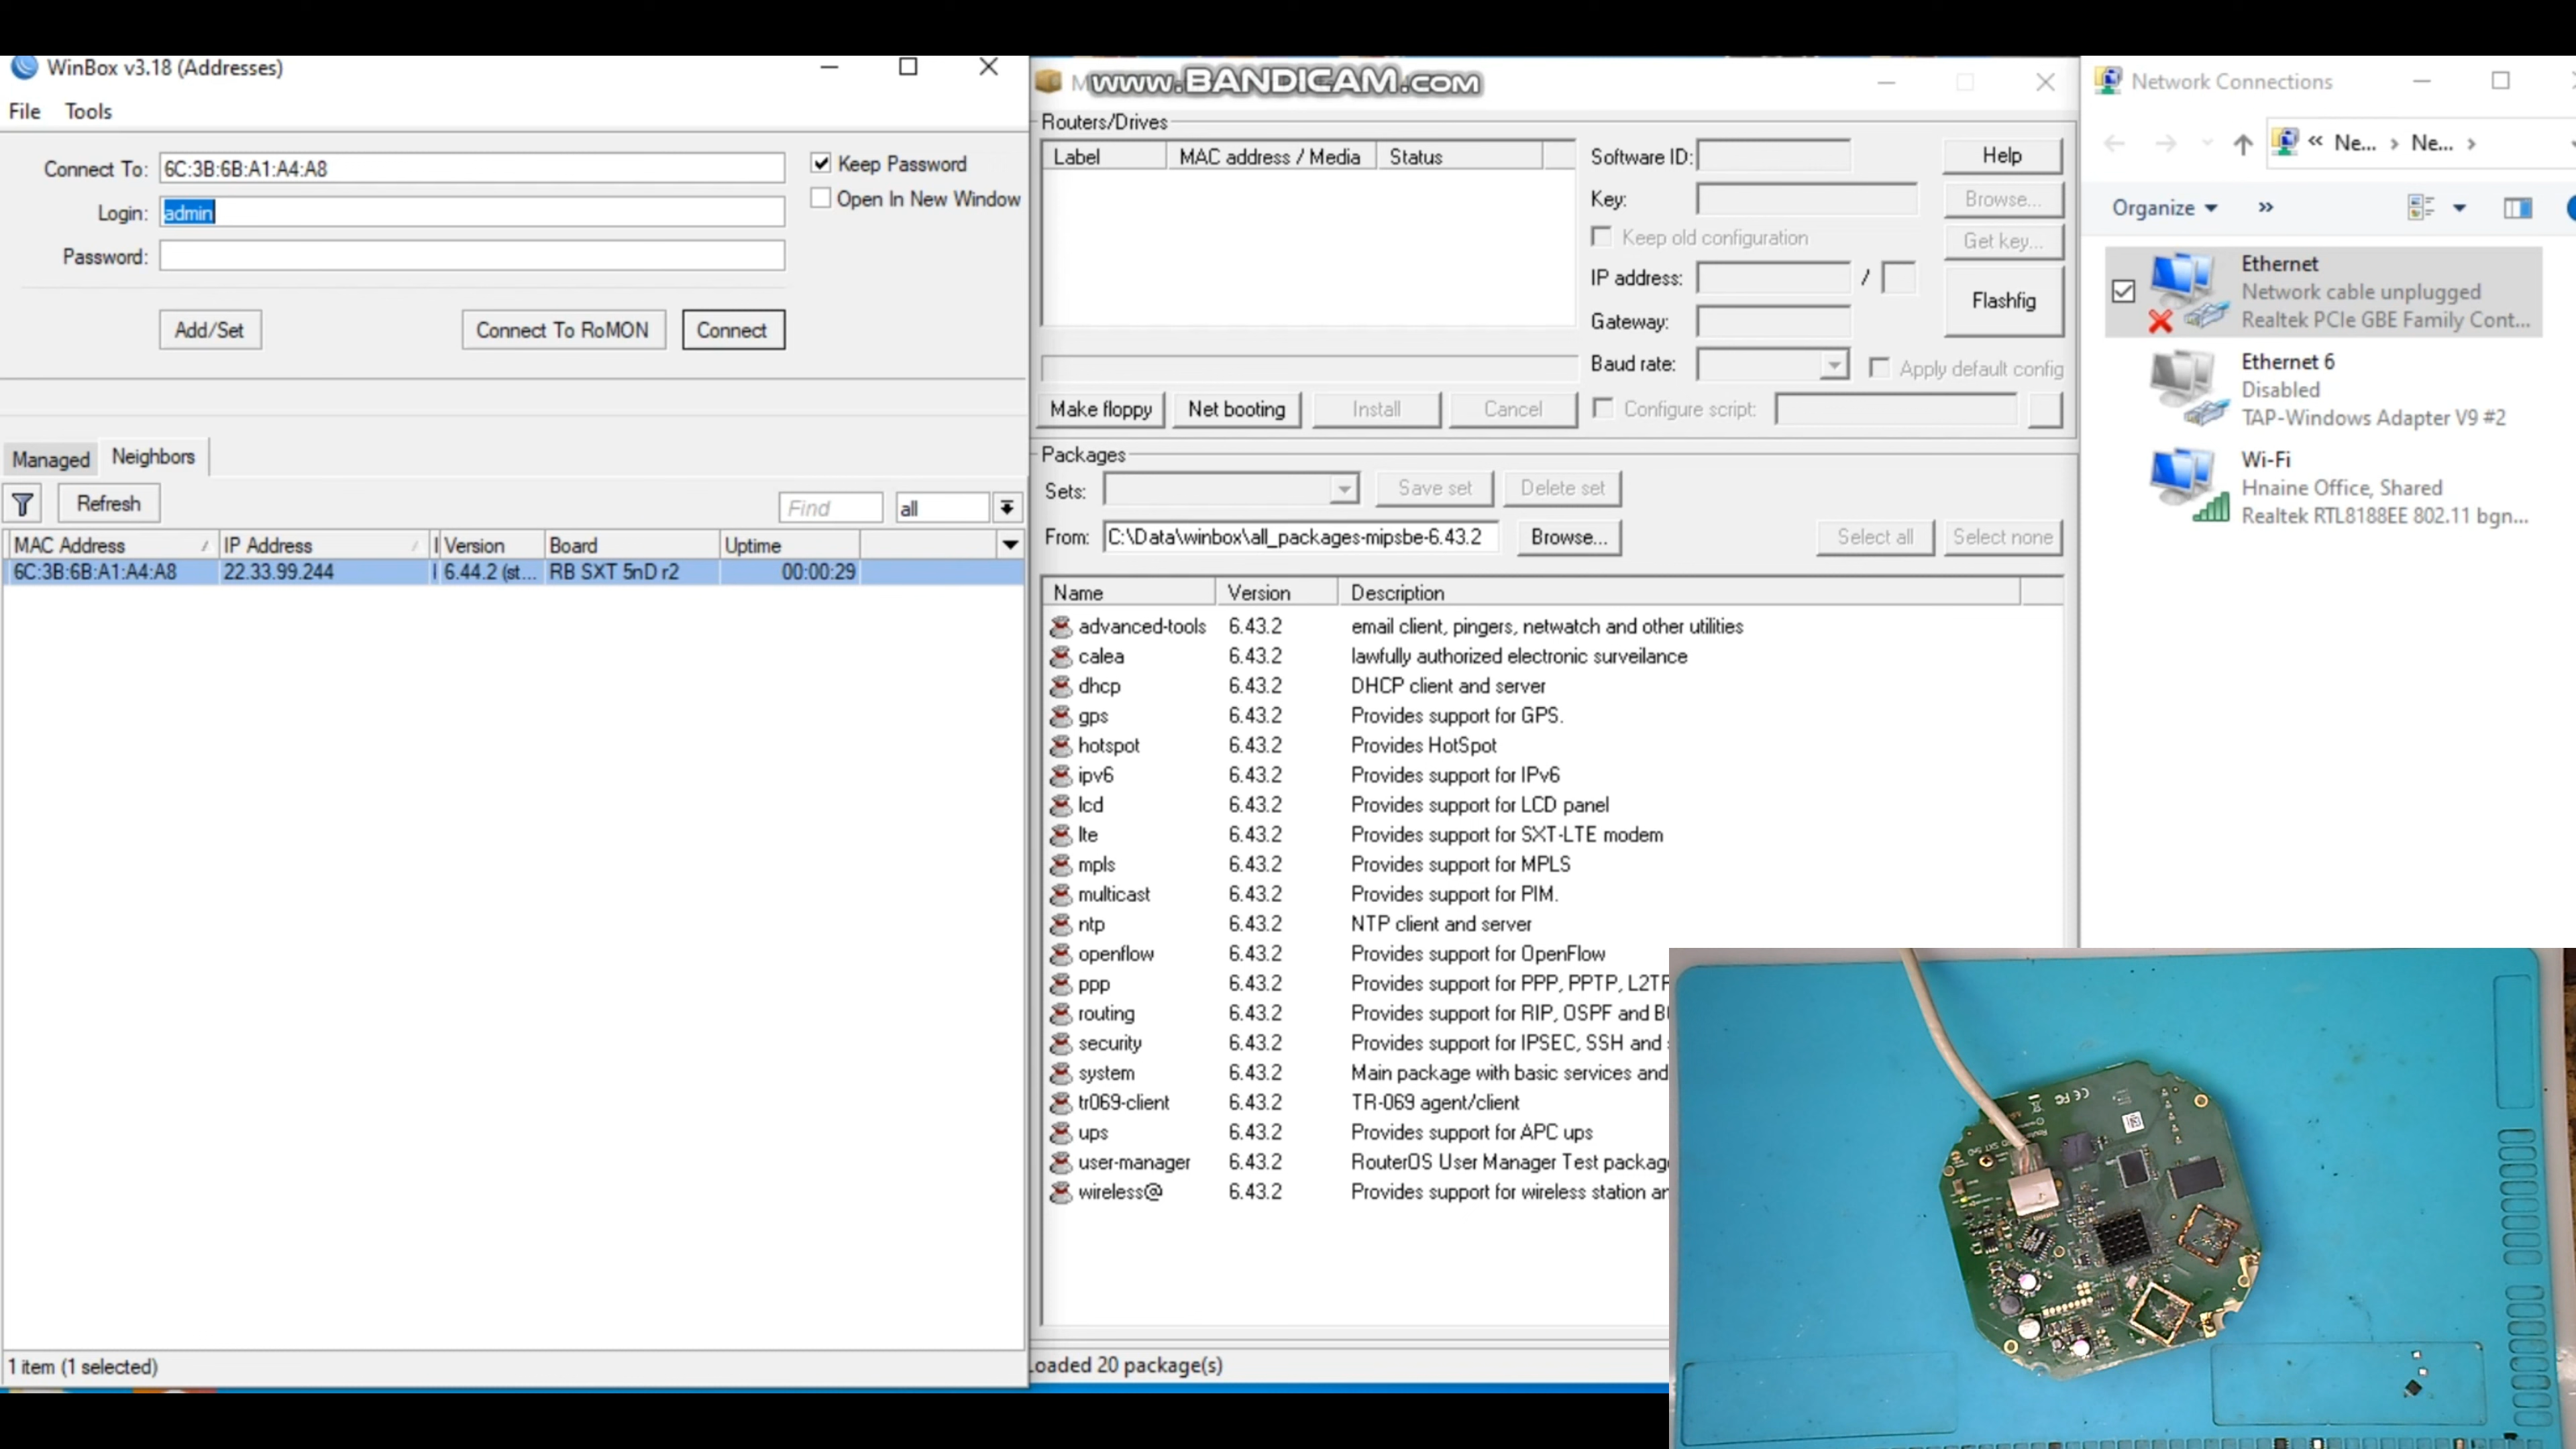 WinBox v3.18 (Addresses)
File Tools
Connect To: 6C:3B:6B:A1:A4:A8
Keep Password
Login: admin
Open In New Window
Password:
Add/Set Connect To RoMON Connect
Managed Neighbors
Refresh Find all
MAC Address IP Address I Version Board Uptime
6C:3B:6B:A1:A4:A8 22.33.99.244 I 6.44.2 (st... RB SXT 5nD r2 00:00:29
1 item (1 selected)
www.BANDICAM.com
Routers/Drives
Label MAC address / Media Status
Software ID: Help
Key: Browse...
Keep old configuration Get key...
IP address: / Flashfig
Gateway:
Baud rate: Apply default config
Make floppy Net booting Install Cancel Configure script:
Packages
Sets: Save set Delete set
From: C:\Data\winbox\all_packages-mipsbe-6.43.2 Browse... Select all Select none
Name Version Description
advanced-tools 6.43.2 email client, pingers, netwatch and other utilities
calea 6.43.2 lawfully authorized electronic surveilance
dhcp 6.43.2 DHCP client and server
gps 6.43.2 Provides support for GPS.
hotspot 6.43.2 Provides HotSpot
ipv6 6.43.2 Provides support for IPv6
lcd 6.43.2 Provides support for LCD panel
lte 6.43.2 Provides support for SXT-LTE modem
mpls 6.43.2 Provides support for MPLS
multicast 6.43.2 Provides support for PIM.
ntp 6.43.2 NTP client and server
openflow 6.43.2 Provides support for OpenFlow
ppp 6.43.2 Provides support for PPP, PPTP, L2TP
routing 6.43.2 Provides support for RIP, OSPF and
security 6.43.2 Provides support for IPSEC, SSH and
system 6.43.2 Main package with basic services and
tr069-client 6.43.2 TR-069 agent/client
ups 6.43.2 Provides support for APC ups
user-manager 6.43.2 RouterOS User Manager Test package
wireless@ 6.43.2 Provides support for wireless station
Loaded 20 package(s)
Network Connections
« Ne... › Ne... ›
Organize »
Ethernet
Network cable unplugged
Realtek PCIe GBE Family Cont...
Ethernet 6
Disabled
TAP-Windows Adapter V9 #2
Wi-Fi
Hnaine Office, Shared
Realtek RTL8188EE 802.11 bgn...